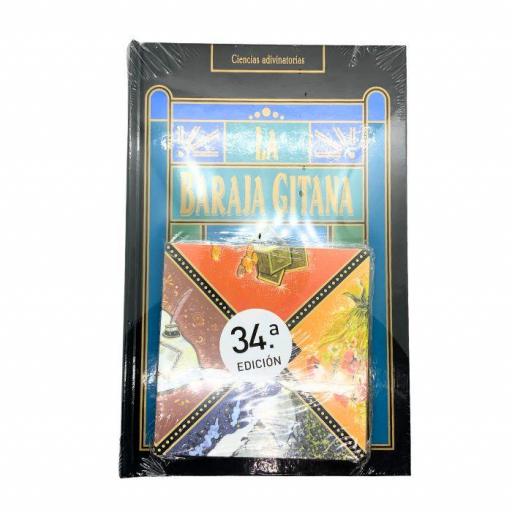 Ciencias adivinatorias
LA
BARAJA GITANA
34.ª
EDICIÓN